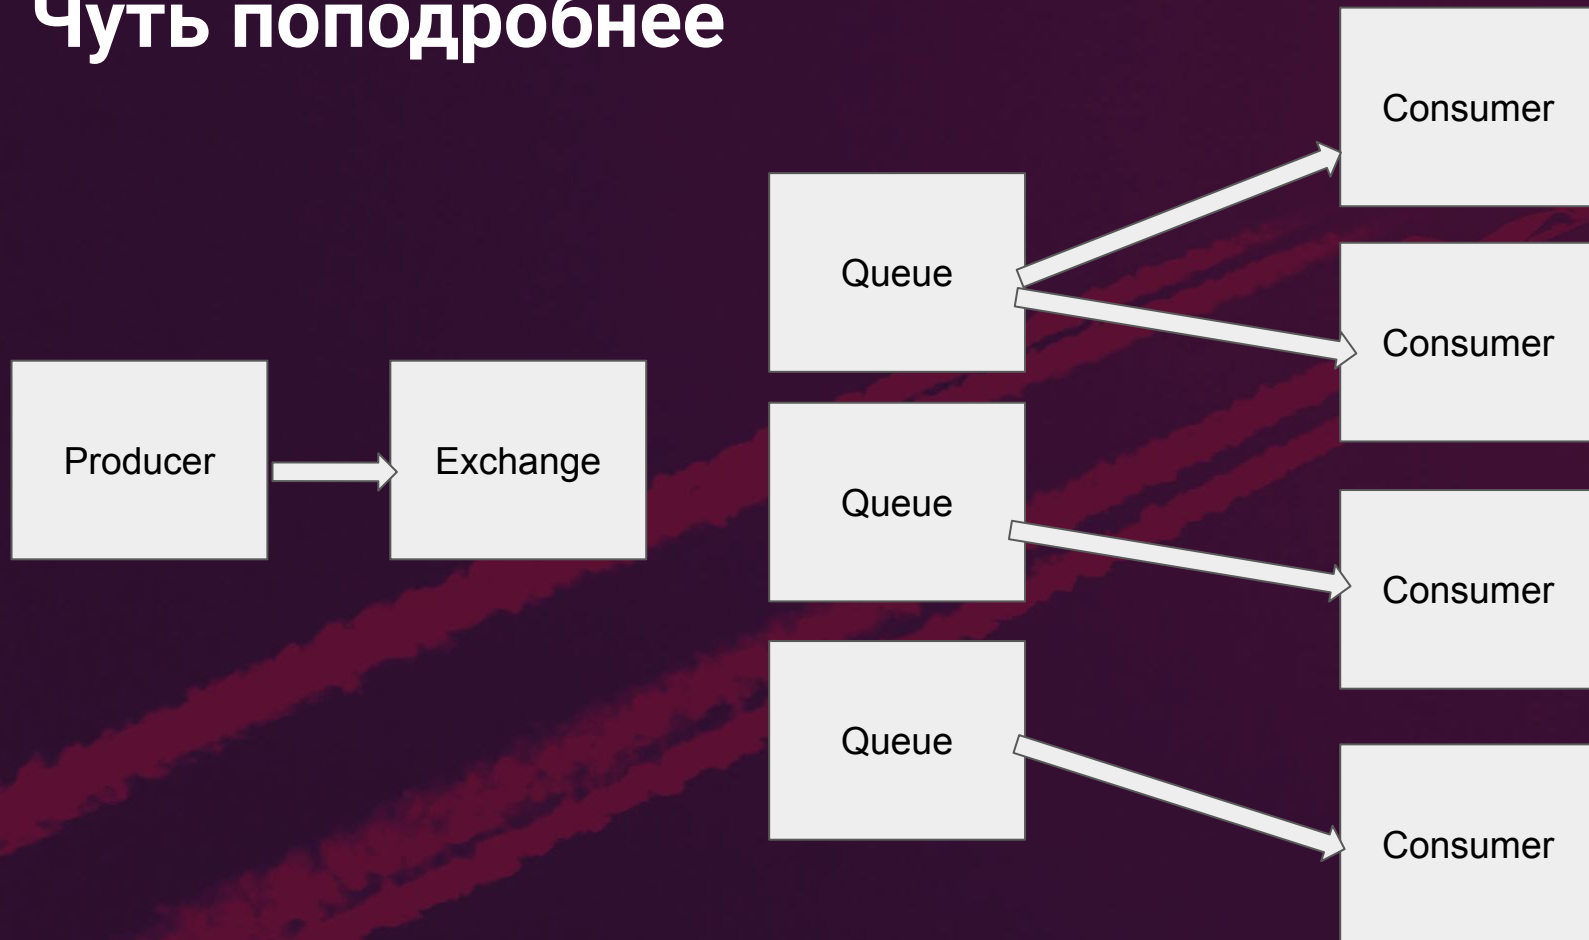 Чуть поподробнее
Producer
Exchange
Queue
Queue
Queue
Consumer
Consumer
Consumer
Consumer